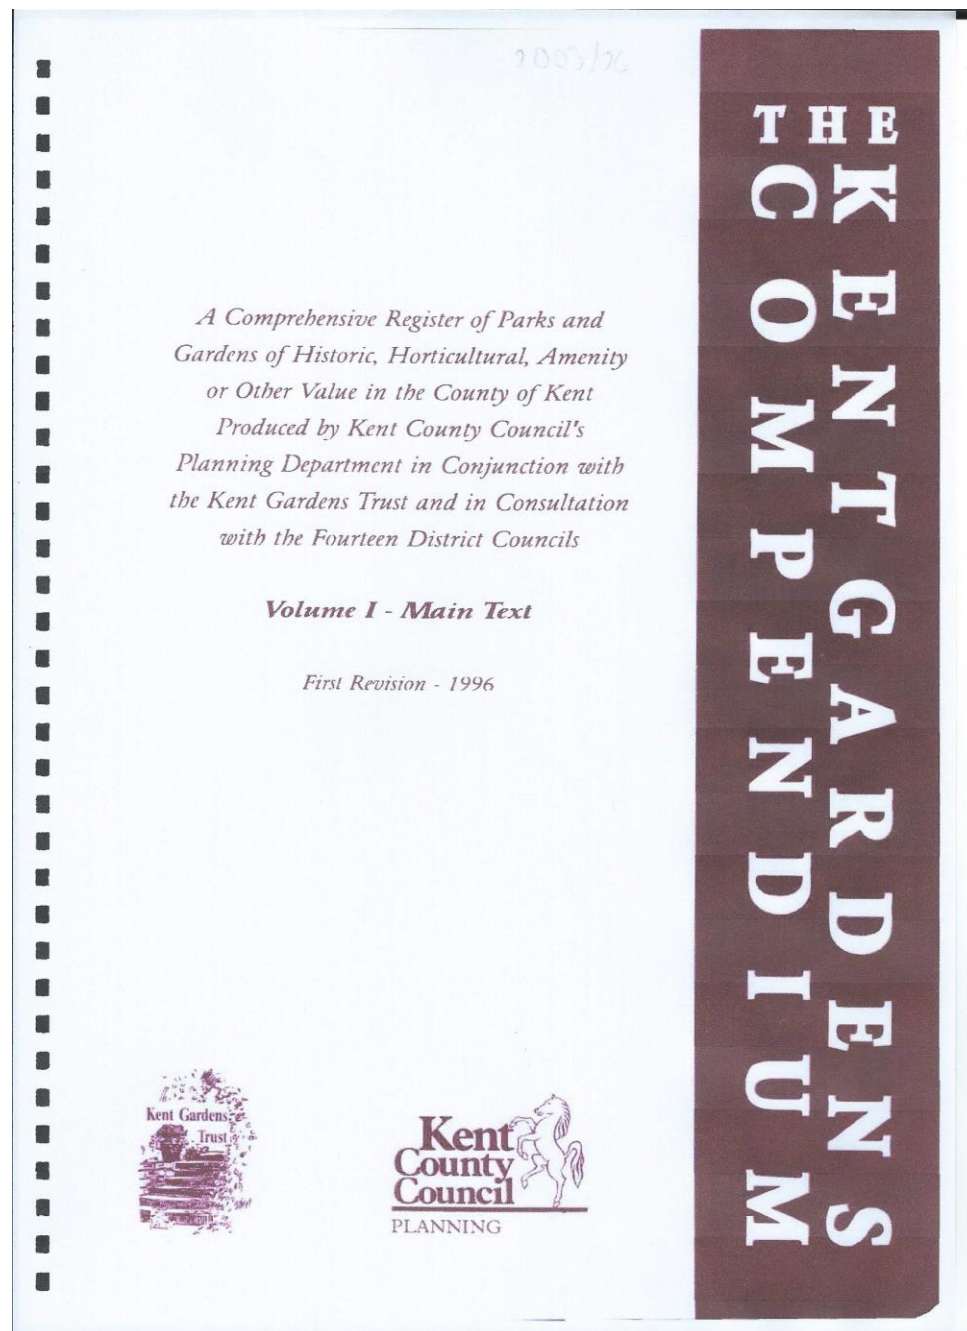 THE
KENT GARDENS
COMPENDIUM
A Comprehensive Register of Parks and
Gardens of Historic, Horticultural, Amenity
or Other Value in the County of Kent
Produced by Kent County Council's
Planning Department in Conjunction with
the Kent Gardens Trust and in Consultation
with the Fourteen District Councils
Volume I - Main Text
First Revision - 1996
Kent Gardens
Trust
Kent
County
Council
PLANNING